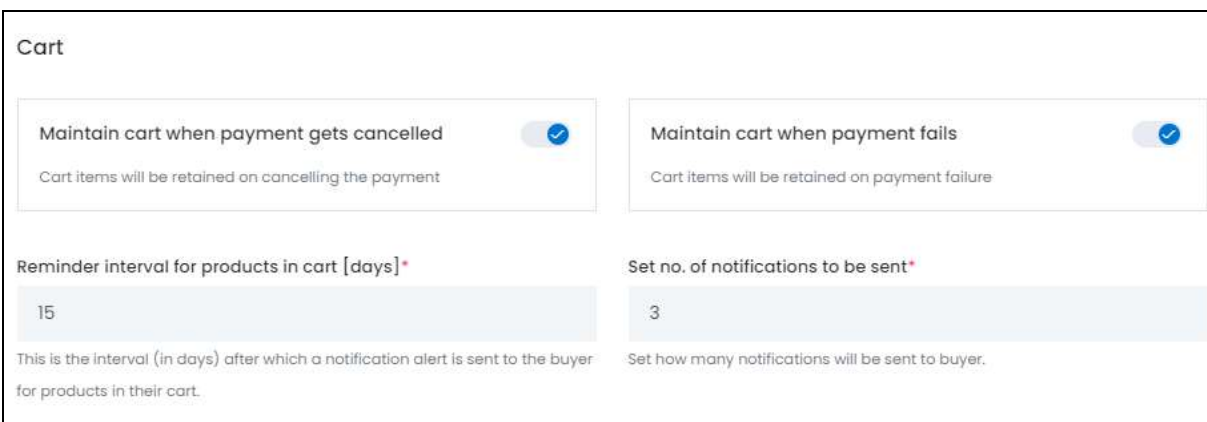 Cart
Maintain cart when payment gets cancelled
Cart items will be retained on cancelling the payment
Maintain cart when payment fails
Cart items will be retained on payment failure
Reminder interval for products in cart [days]*
15
This is the interval (in days) after which a notification alert is sent to the buyer
for products in their cart.
Set no. of notifications to be sent*
3
Set how many notifications will be sent to buyer.